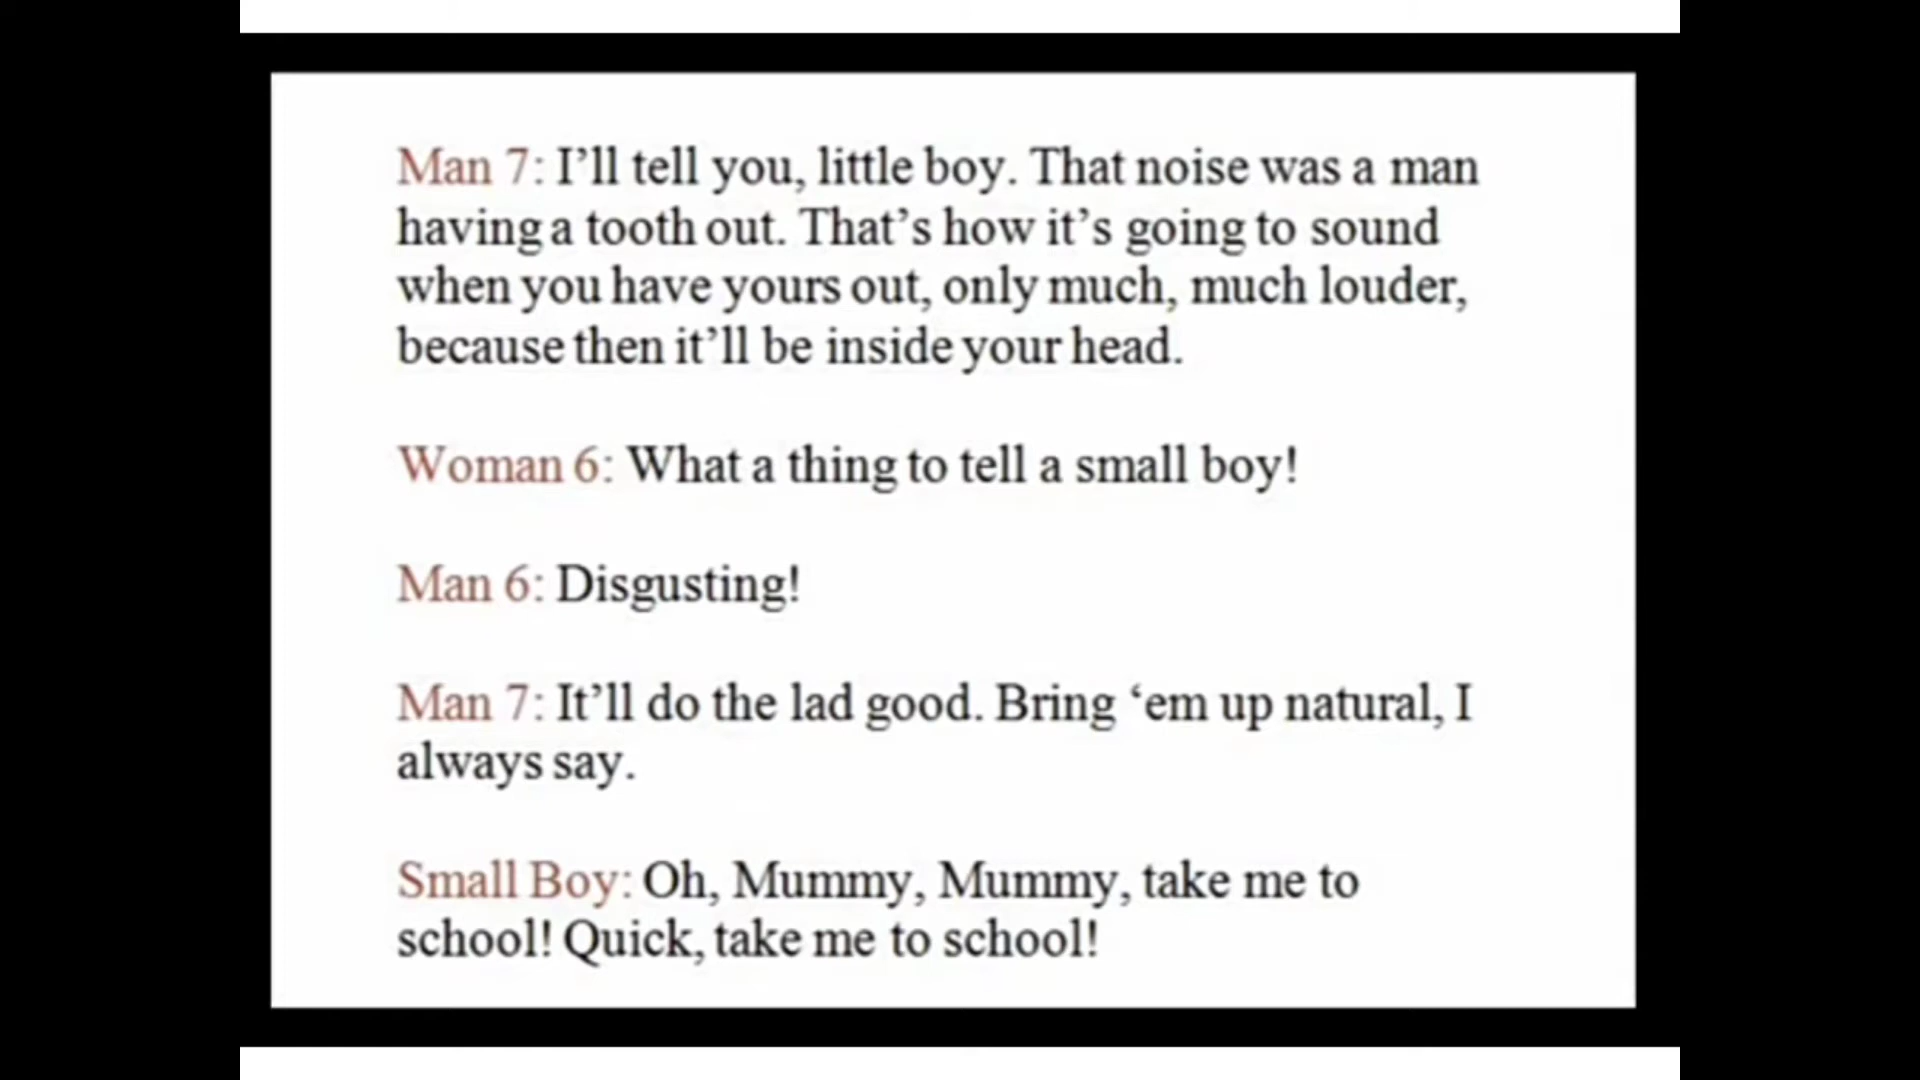 Man 7: I’ll tell you, little boy. That noise was a man
having a tooth out. That’s how it’s going to sound
when you have yours out, only much, much louder,
because then it’ll be inside your head.
Woman 6: What a thing to tell a small boy!
Man 6: Disgusting!
Man 7: It’ll do the lad good. Bring ‘em up natural, I
always say.
Small Boy: Oh, Mummy, Mummy, take me to
school! Quick, take me to school!